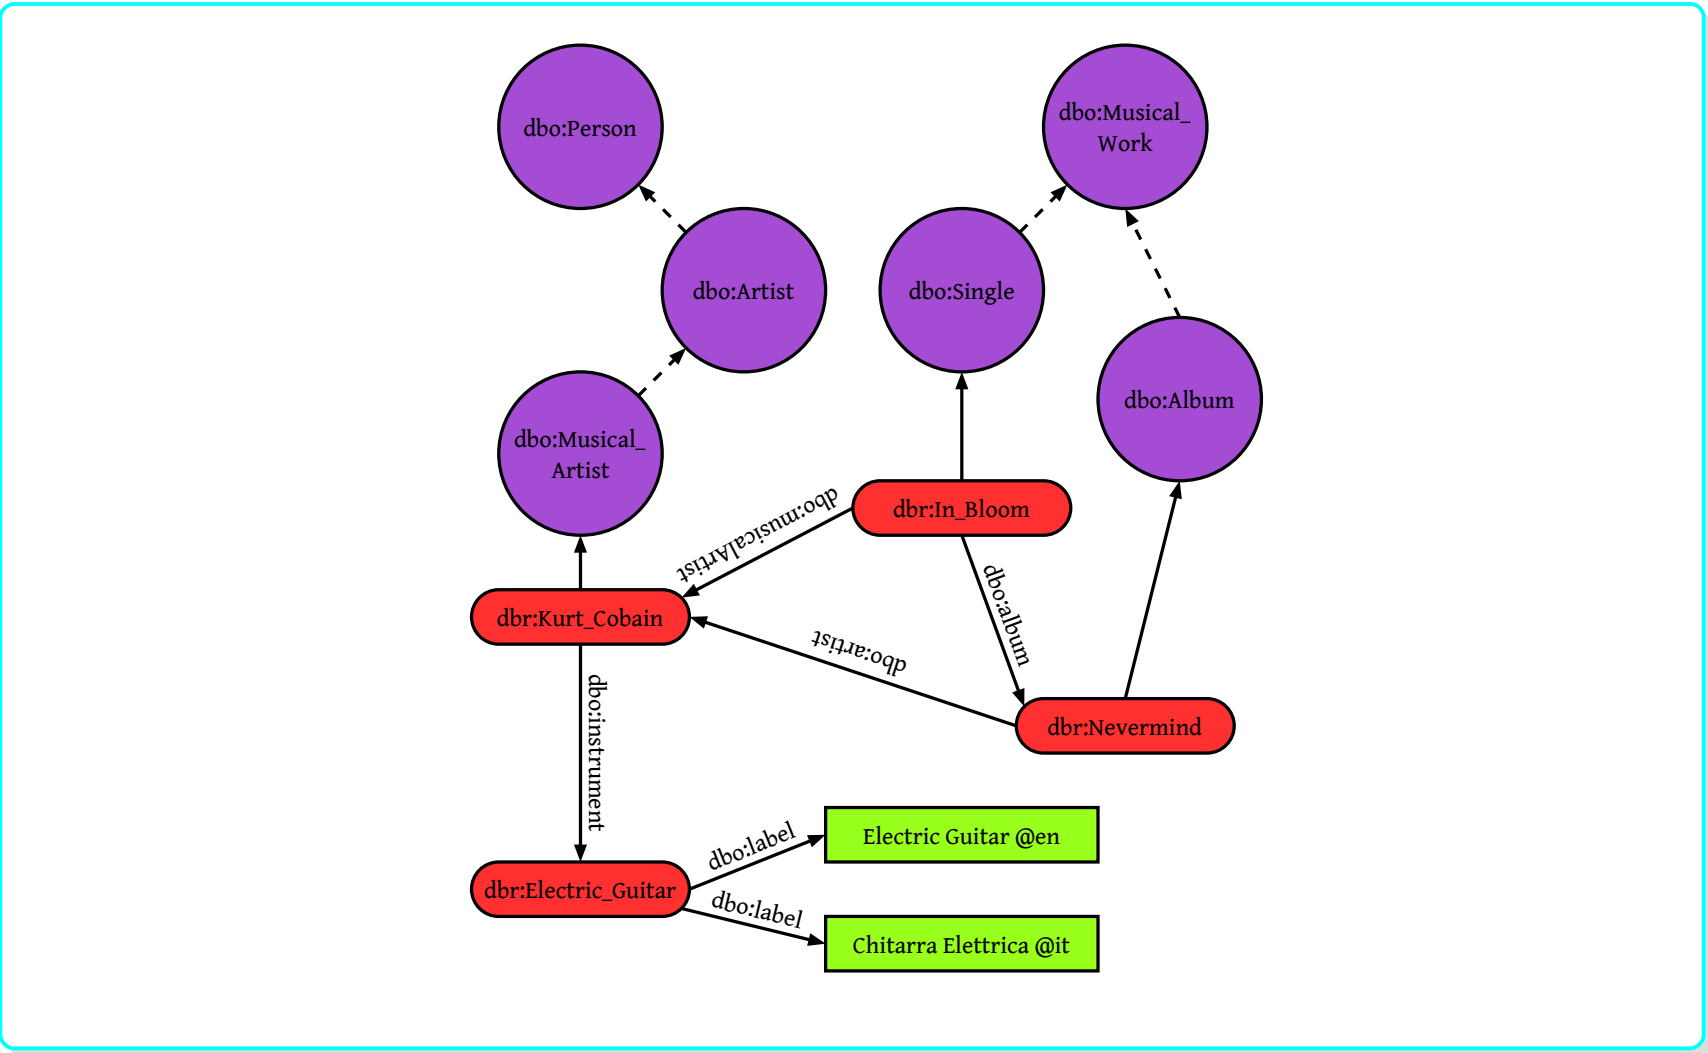 dbo:Person
dbo:Musical_
Work
dbo:Artist
dbo:Single
dbo:Album
dbo:Musical_
Artist
dbr:In_Bloom
dbo:musicalArtist
dbo:album
dbr:Kurt_Cobain
dbo:artist
dbo:instrument
dbr:Nevermind
dbo:label
Electric Guitar @en
dbr:Electric_Guitar
dbo:label
Chitarra Elettrica @it